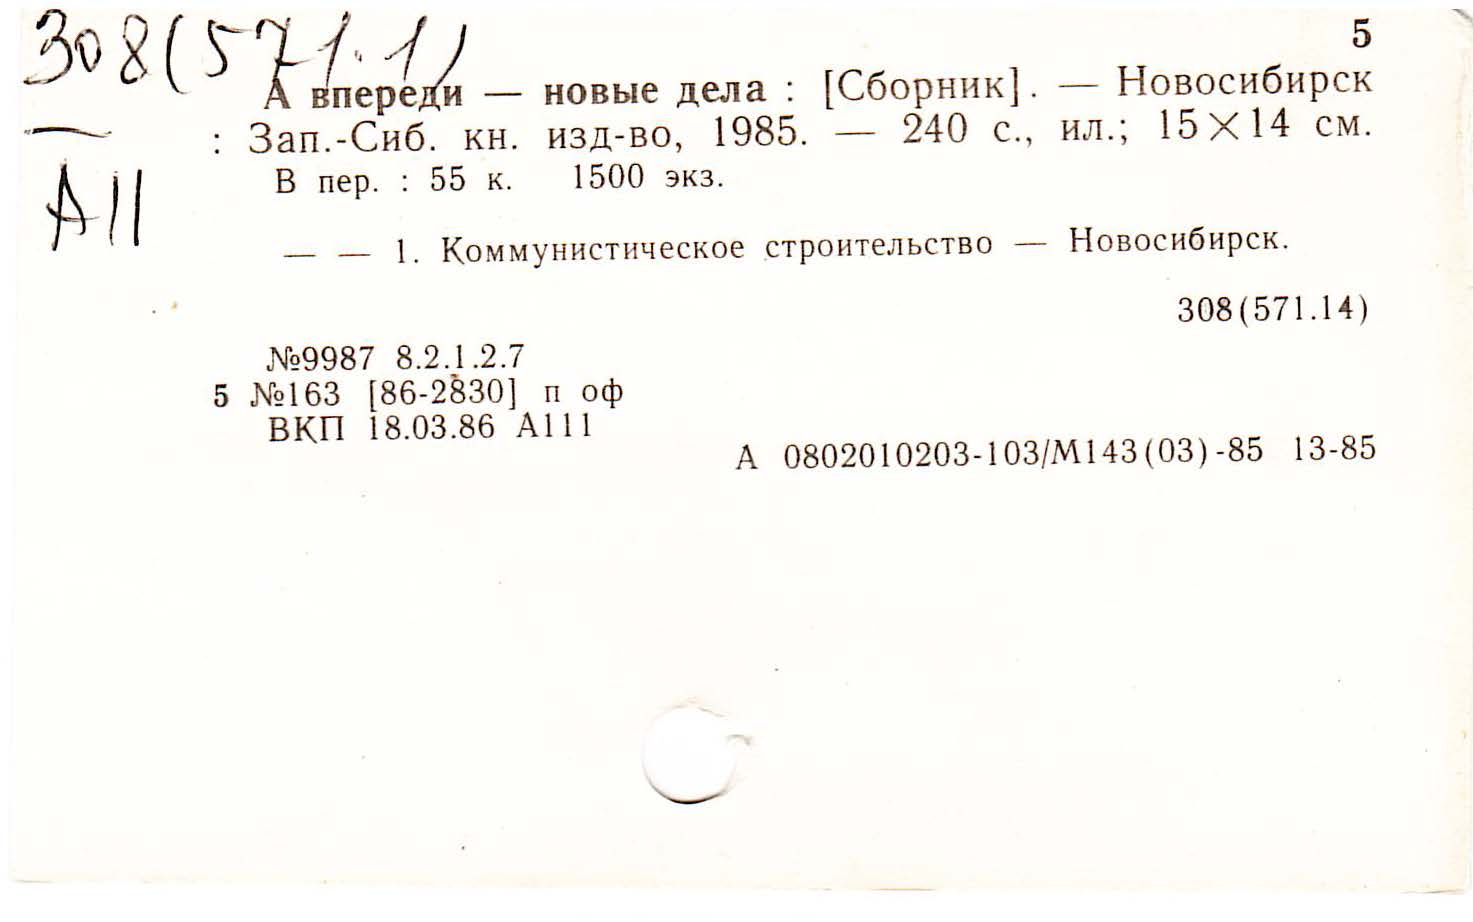 308(571.1)
5
А впереди — новые дела : [Сборник]. — Новосибирск
: Зап.-Сиб. кн. изд-во, 1985. — 240 с., ил.; 15×14 см.
В пер. : 55 к. 1500 экз.
А11
— — 1. Коммунистическое строительство — Новосибирск.
308(571.14)
№9987 8.2.1.2.7
5 №163 [86-2830] п оф
ВКП 18.03.86 А111
А 0802010203-103/М143(03)-85 13-85